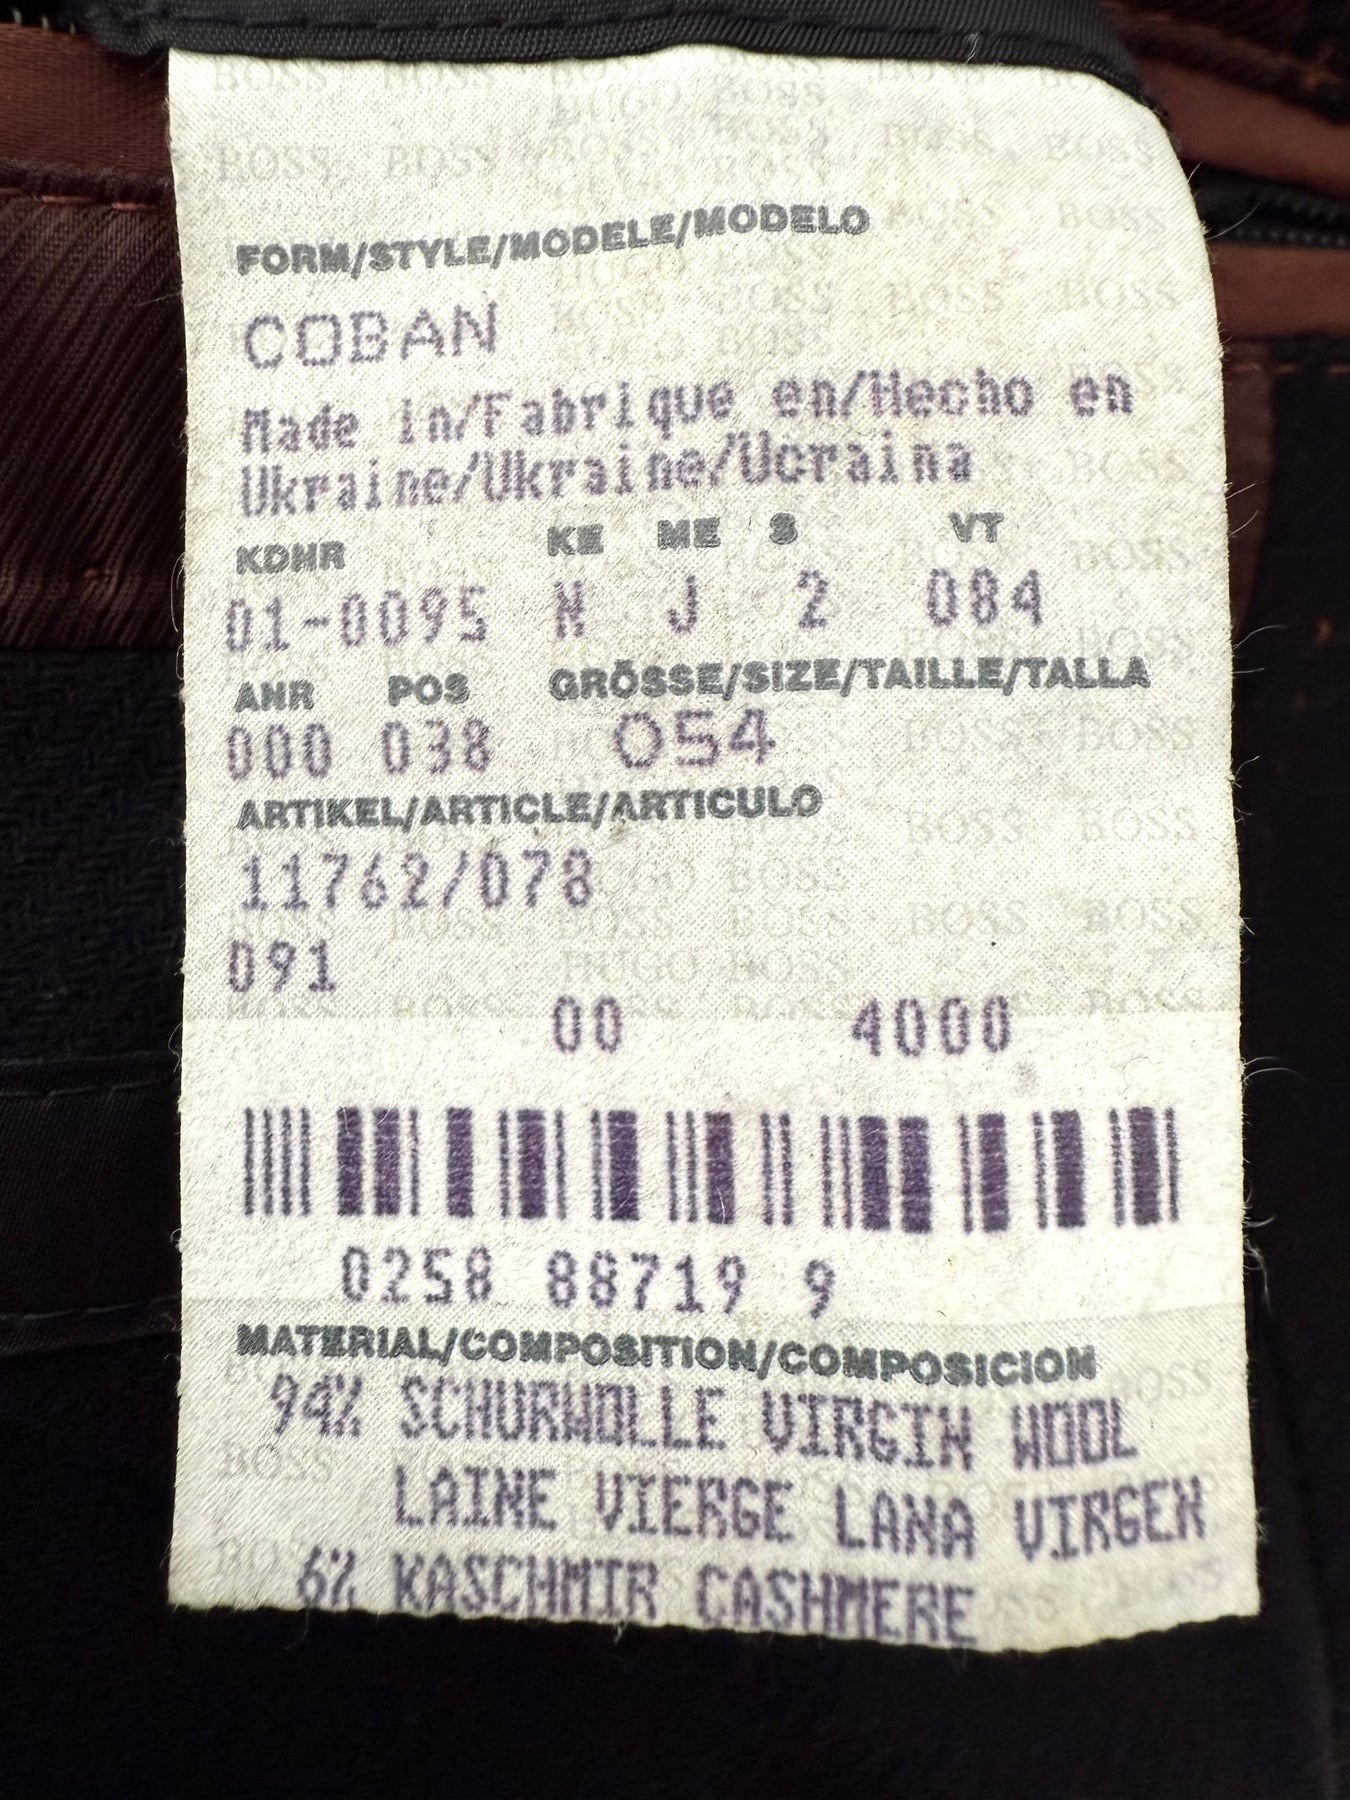 FORM/STYLE/MODELE/MODELO
COBAN
Made in/Fabrique en/Hecho en
Ukraine/Ukraine/Ucraina
KDNR KE ME S VT
01-0095 N J 2 084
ANR POS GRÖSSE/SIZE/TAILLE/TALLA
000 038 054
ARTIKEL/ARTICLE/ARTICULO
11762/078
091
00 4000
0258 88719 9
MATERIAL/COMPOSITION/COMPOSICION
94% SCHURWOLLE VIRGIN WOOL
LAINE VIERGE LANA VIRGEN
6% KASCHMIR CASHMERE